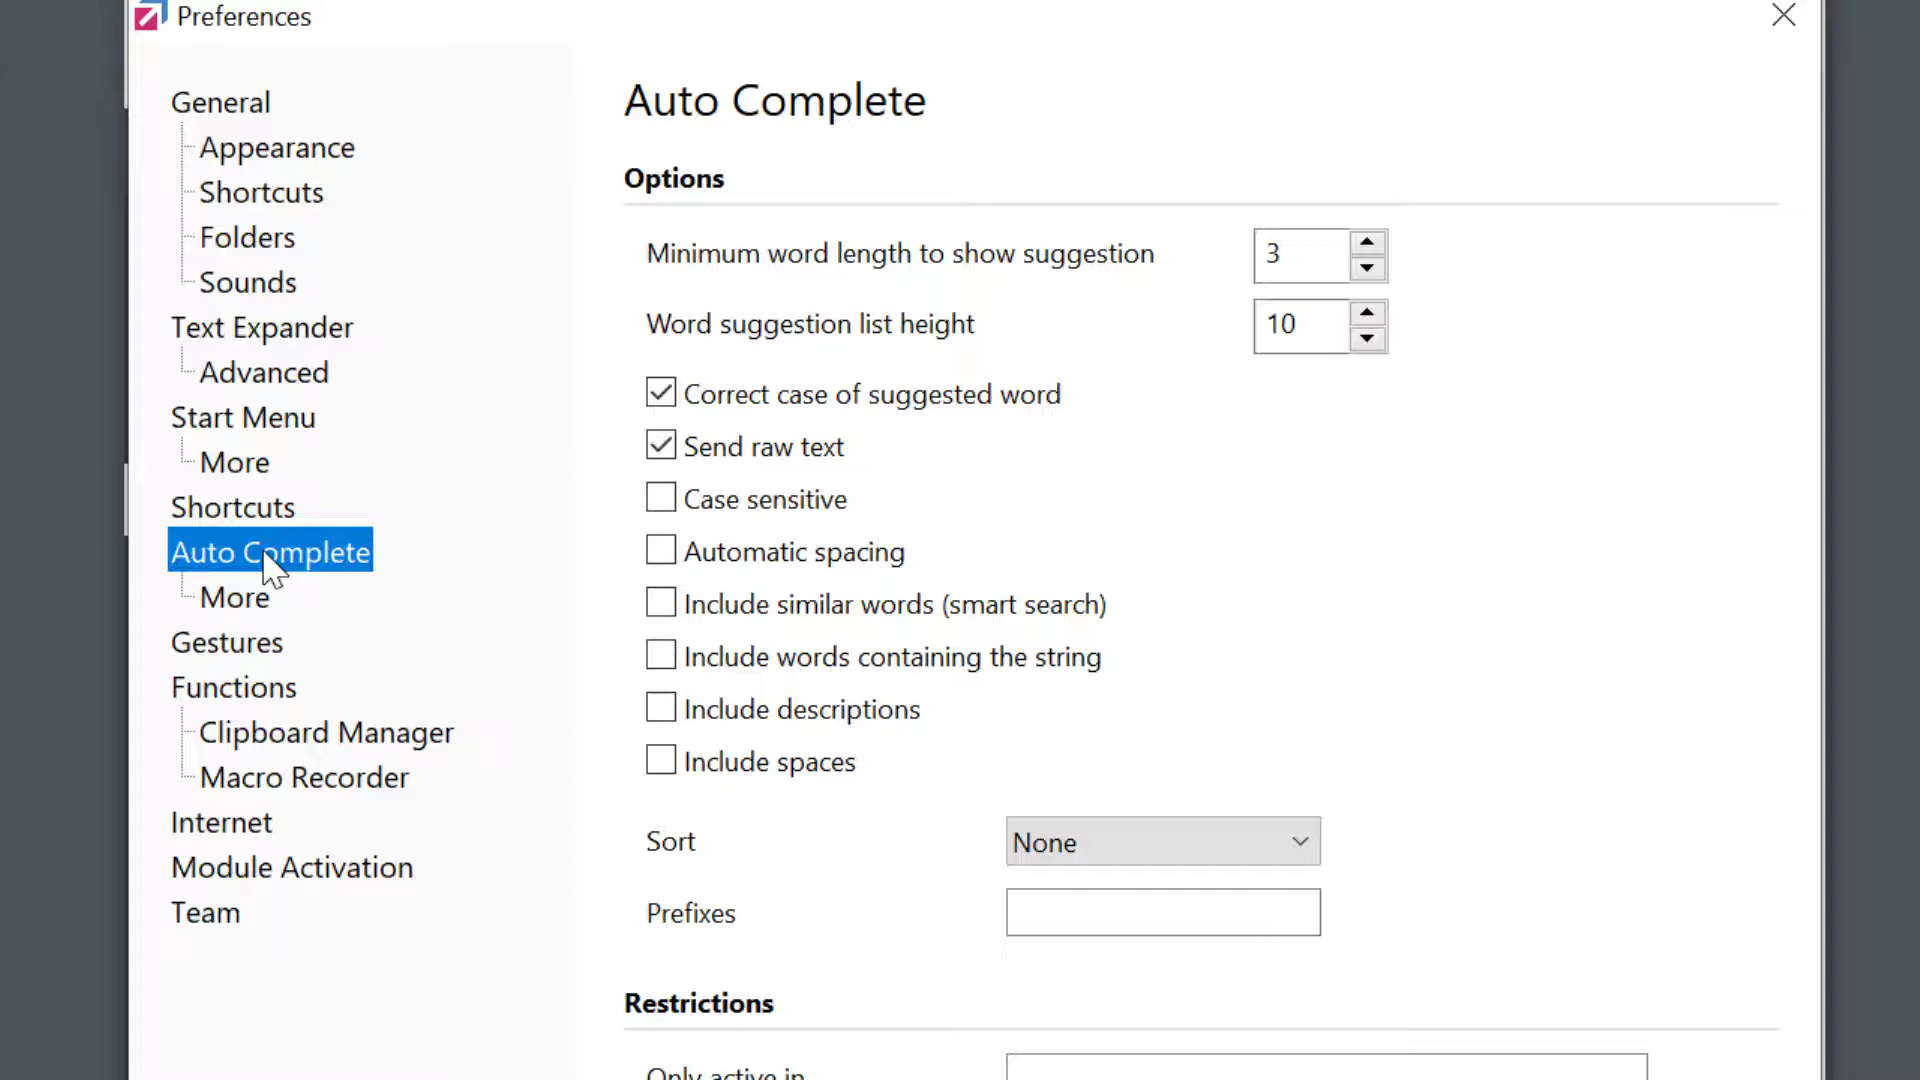 Preferences
General
Appearance
Shortcuts
Folders
Sounds
Text Expander
Advanced
Start Menu
More
Shortcuts
Auto Complete
More
Gestures
Functions
Clipboard Manager
Macro Recorder
Internet
Module Activation
Team
Auto Complete
Options
Minimum word length to show suggestion 3
Word suggestion list height 10
Correct case of suggested word
Send raw text
Case sensitive
Automatic spacing
Include similar words (smart search)
Include words containing the string
Include descriptions
Include spaces
Sort None
Prefixes
Restrictions
Only active in